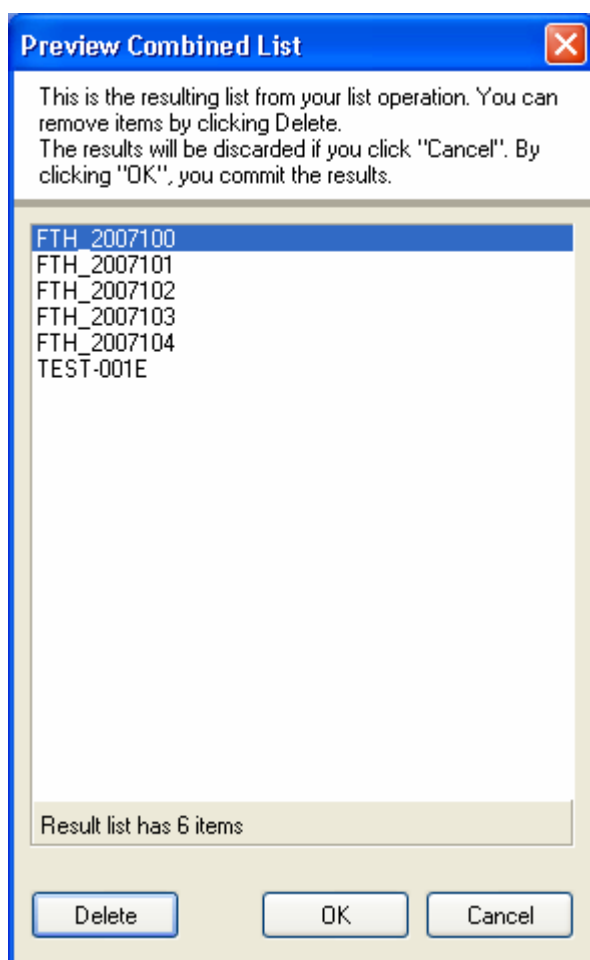 Preview Combined List
This is the resulting list from your list operation. You can
remove items by clicking Delete.
The results will be discarded if you click "Cancel". By
clicking "OK", you commit the results.
FTH_2007100
FTH_2007101
FTH_2007102
FTH_2007103
FTH_2007104
TEST-001E
Result list has 6 items
Delete OK Cancel